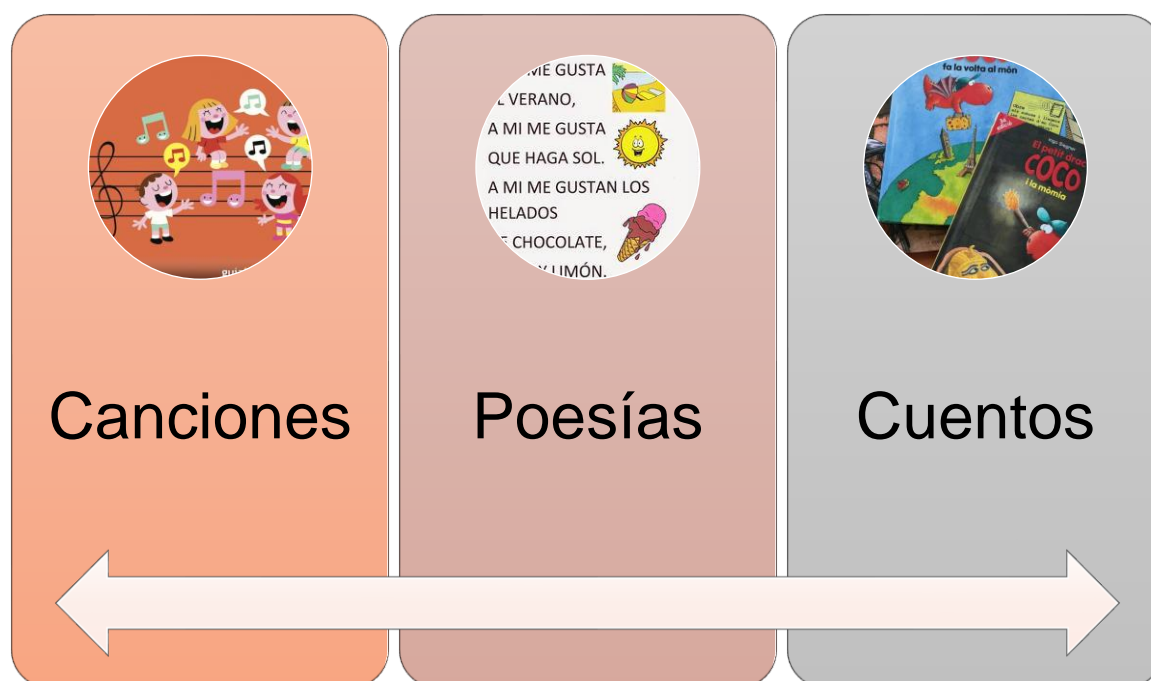 ME GUSTA
VERANO,
A MI ME GUSTA
QUE HAGA SOL.
A MI ME GUSTAN LOS
HELADOS
CHOCOLATE,
Y LIMÓN.
fa la volta al món
El petit drac
COCO
i la mòmia
Canciones
Poesías
Cuentos